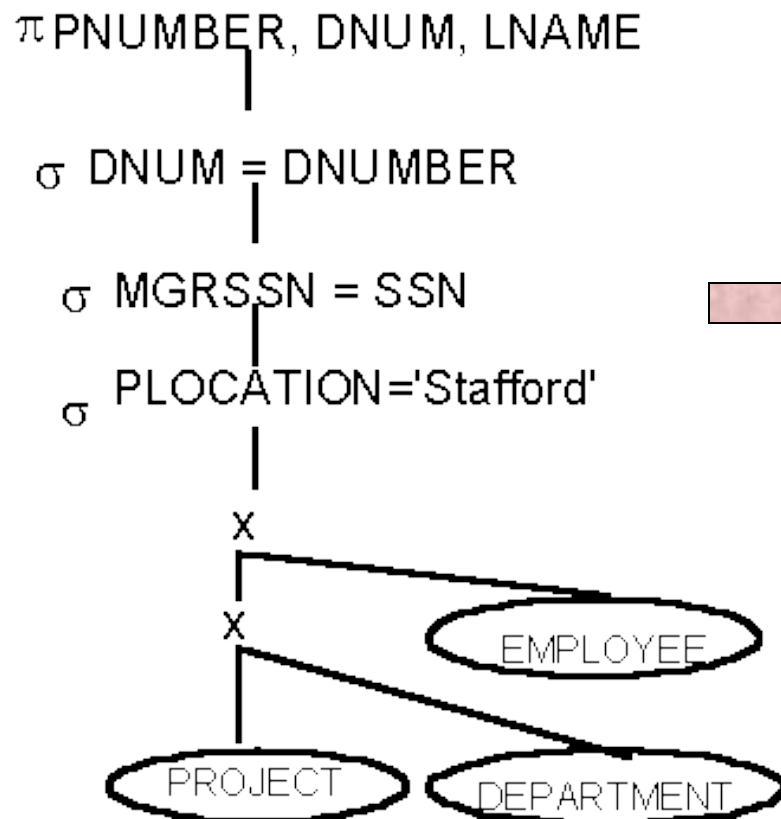 π PNUMBER, DNUM, LNAME
σ DNUM = DNUMBER
σ MGRSSN = SSN
σ PLOCATION='Stafford'
X
X
EMPLOYEE
PROJECT
DEPARTMENT